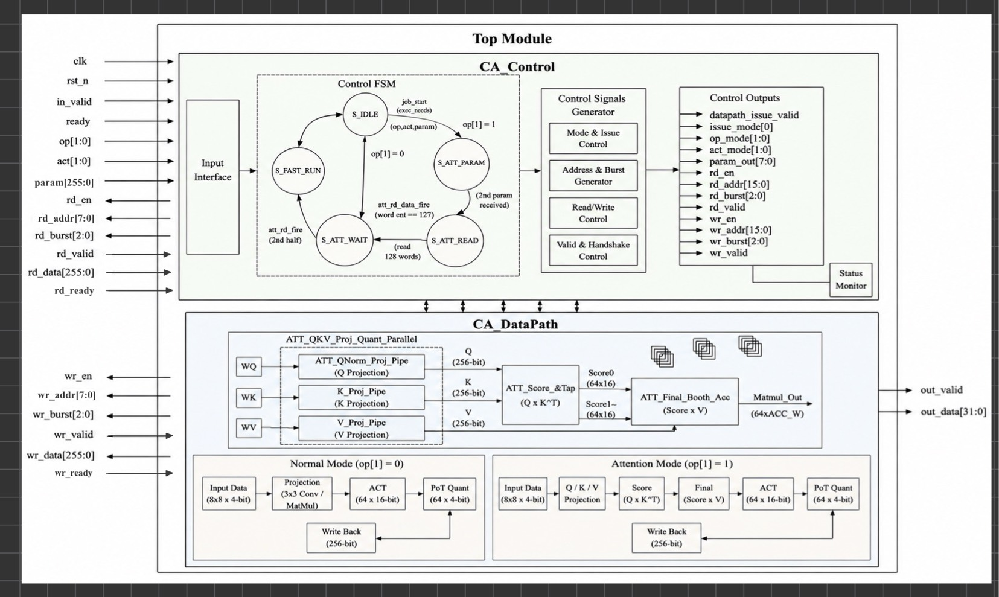 Top Module
clk
rst_n
in_valid
ready
op[1:0]
act[1:0]
param[255:0]
rd_en
rd_addr[7:0]
rd_burst[2:0]
rd_valid
rd_data[255:0]
rd_ready
wr_en
wr_addr[7:0]
wr_burst[2:0]
wr_valid
wr_data[255:0]
wr_ready
CA_Control
Input
Interface
Control FSM
S_IDLE
job_start
(exec_needs)
(op,act,param)
op[1] = 1
op[1] = 0
S_FAST_RUN
S_ATT_PARAM
(2nd param
received)
att_rd_data_fire
(word cnt == 127)
att_rd_fire
(2nd half)
S_ATT_WAIT
(read
128 words)
S_ATT_READ
Control Signals
Generator
Mode & Issue
Control
Address & Burst
Generator
Read/Write
Control
Valid & Handshake
Control
Control Outputs
datapath_issue_valid
issue_mode[0]
op_mode[1:0]
act_mode[1:0]
param_out[7:0]
rd_en
rd_addr[15:0]
rd_burst[2:0]
rd_valid
wr_en
wr_addr[15:0]
wr_burst[2:0]
wr_valid
Status
Monitor
CA_DataPath
ATT_QKV_Proj_Quant_Parallel
WQ
ATT_QNorm_Proj_Pipe
(Q Projection)
WK
K_Proj_Pipe
(K Projection)
WV
V_Proj_Pipe
(V Projection)
Q
(256-bit)
K
(256-bit)
V
(256-bit)
ATT_Score_&Tap
(Q x K^T)
Score0
(64x16)
Score1~
(64x16)
ATT_Final_Booth_Acc
(Score x V)
Matmul_Out
(64xACC_W)
out_valid
out_data[31:0]
Normal Mode (op[1] = 0)
Input Data
(8x8 x 4-bit)
Projection
(3x3 Conv /
MatMul)
ACT
(64 x 16-bit)
PoT Quant
(64 x 4-bit)
Write Back
(256-bit)
Attention Mode (op[1] = 1)
Input Data
(8x8 x 4-bit)
Q / K / V
Projection
Score
(Q x K^T)
Final
(Score x V)
ACT
(64 x 16-bit)
PoT Quant
(64 x 4-bit)
Write Back
(256-bit)